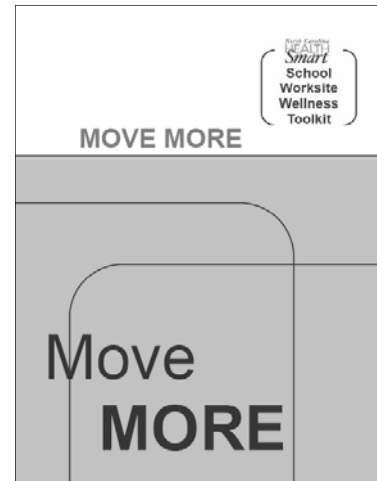 North Carolina
HEALTH
Smart
School
Worksite
Wellness
Toolkit
MOVE MORE
Move
MORE